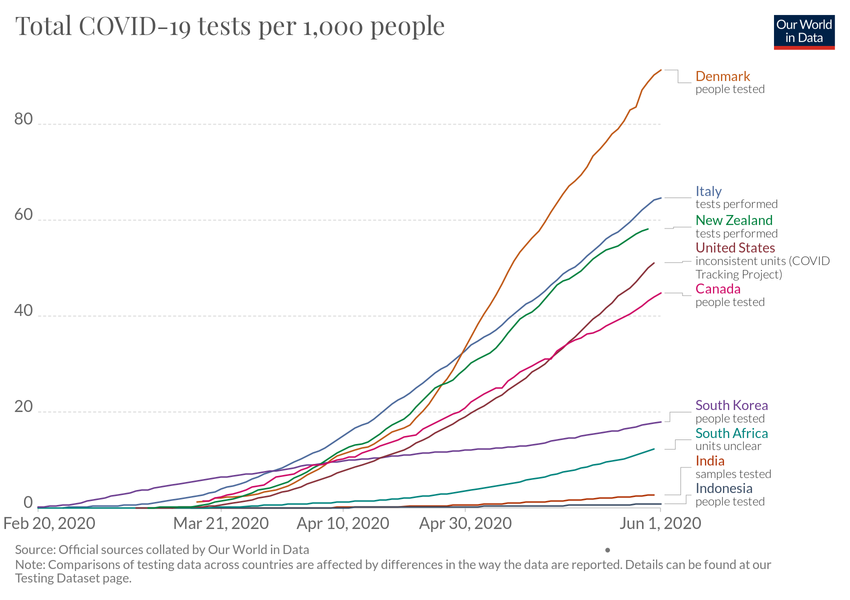 Total COVID-19 tests per 1,000 people
Our World
in Data
Denmark
people tested
80
Italy
tests performed
60
New Zealand
tests performed
United States
inconsistent units (COVID
Tracking Project)
Canada
people tested
40
20
South Korea
people tested
South Africa
units unclear
India
samples tested
Indonesia
people tested
0
Feb 20, 2020
Mar 21, 2020
Apr 10, 2020
Apr 30, 2020
Jun 1, 2020
Source: Official sources collated by Our World in Data
Note: Comparisons of testing data across countries are affected by differences in the way the data are reported. Details can be found at our
Testing Dataset page.